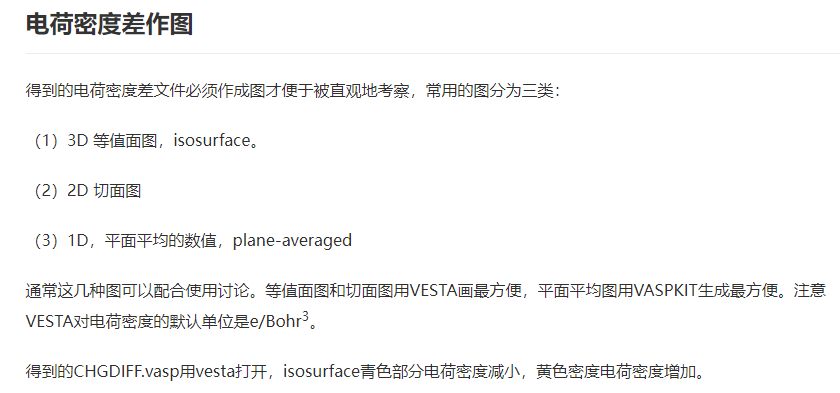 电荷密度差作图
得到的电荷密度差文件必须作成图才便于被直观地考察，常用的图分为三类：
（1）3D 等值面图，isosurface。
（2）2D 切面图
（3）1D，平面平均的数值，plane-averaged
通常这几种图可以配合使用讨论。等值面图和切面图用VESTA画最方便，平面平均图用VASPKIT生成最方便。注意
VESTA对电荷密度的默认单位是e/Bohr³。
得到的CHGDIFF.vasp用vesta打开，isosurface青色部分电荷密度减小，黄色密度电荷密度增加。